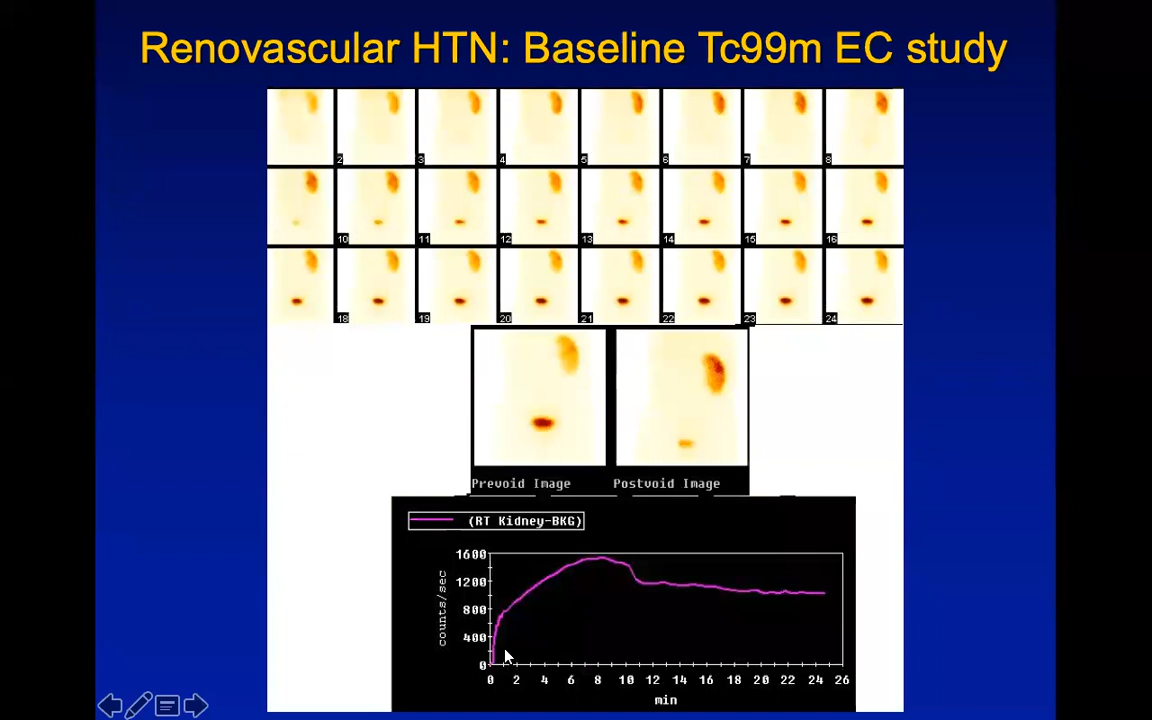 Renovascular HTN: Baseline Tc99m EC study
2 3 4 5 6 7 8
10 11 12 13 14 15 16
18 19 20 21 22 23 24
Prevoid Image Postvoid Image
(RT Kidney-BKG)
counts/sec
1600
1200
800
400
0
0 2 4 6 8 10 12 14 16 18 20 22 24 26
min